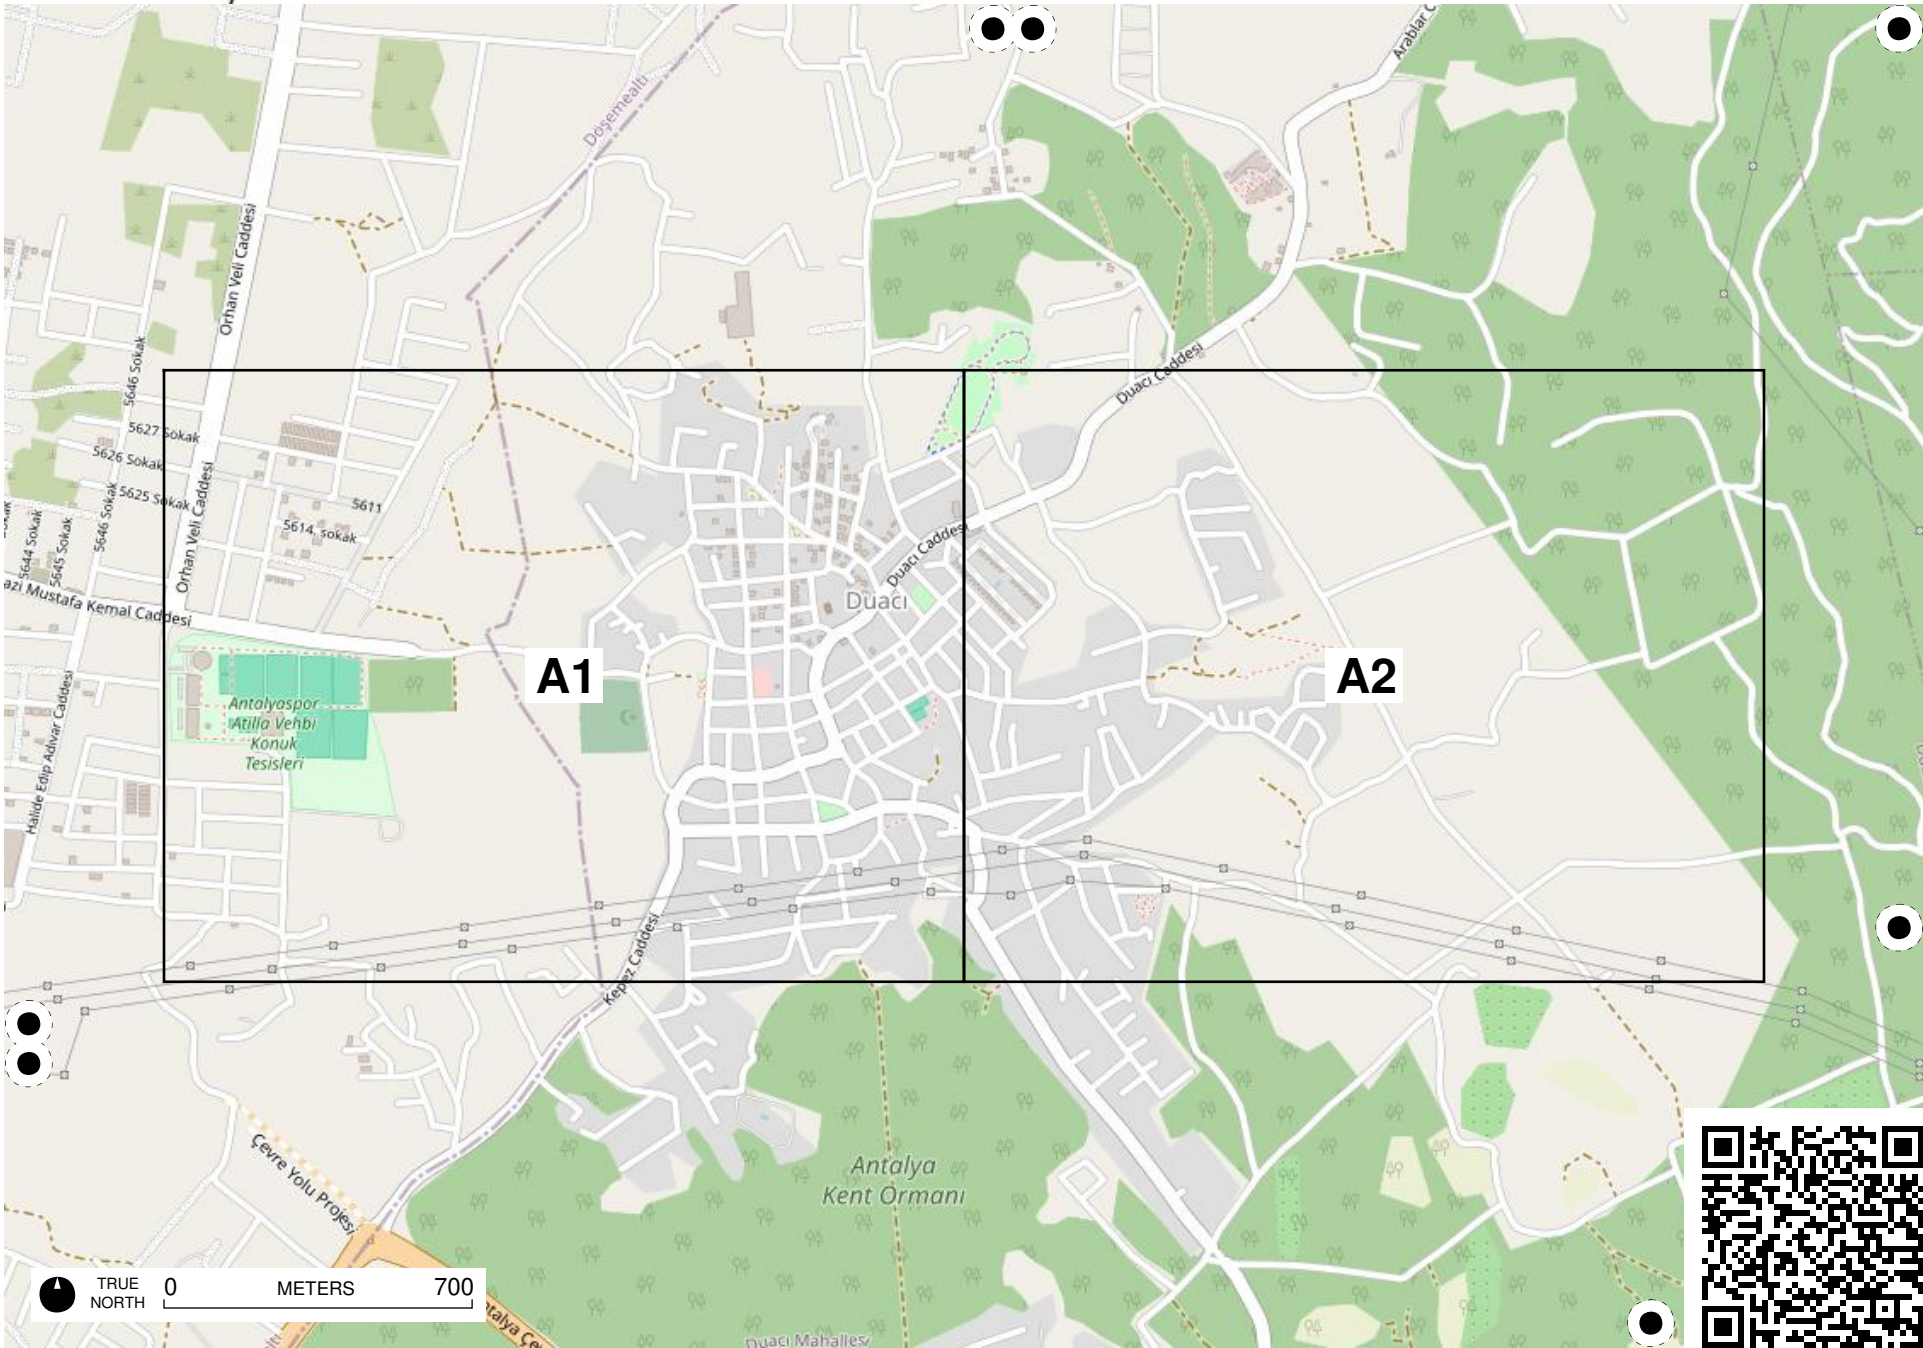 Arablar C
Döşemealtı
Orhan Veli Caddesi
5646 Sokak
Duacı Caddesi
5627 Sokak
5626 Sokak
5625 Sokak
5611
5614. sokak
5644 Sokak
5645 Sokak
5646 Sokak
Orhan Veli Caddesi
Duacı Caddesi
azi Mustafa Kemal Caddesi
Duacı
A1
A2
Antalyaspor
Atilla Vehbi
Konuk
Tesisleri
Halide Edip Adıvar Caddesi
Kepez Caddesi
Çevre Yolu Projesi
Antalya
Kent Ormanı
TRUE
NORTH
0 METERS 700
ntalya Çe
Duacı Mahalles